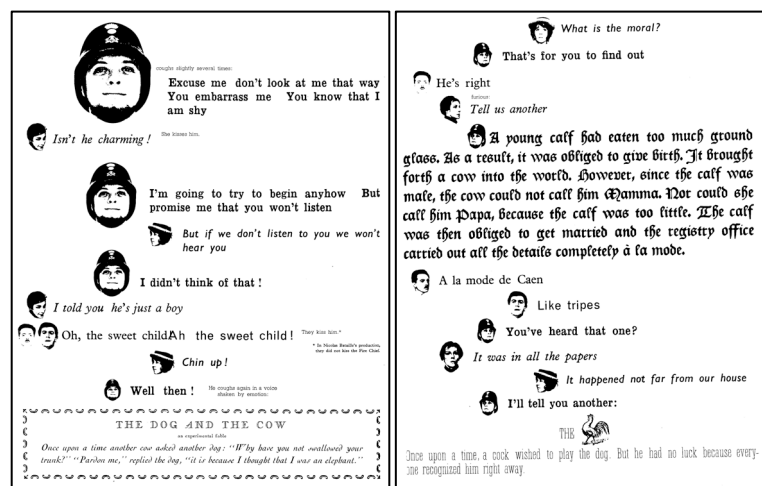 coughs slightly several times:
Excuse me don't look at me that way
You embarrass me You know that I
am shy
Isn't he charming !
She kisses him.
I'm going to try to begin anyhow But
promise me that you won't listen
But if we don't listen to you we won't
hear you
I didn't think of that !
I told you he's just a boy
Oh, the sweet child!Ah the sweet child !
They kiss him.*
* In Nicolas Bataille's production,
they did not kiss the Fire Chief.
Chin up !
Well then !
He coughs again in a voice
shaken by emotion:
THE DOG AND THE COW
an experimental fable
Once upon a time another cow asked another dog: "Why have you not swallowed your
trunk?" "Pardon me," replied the dog, "it is because I thought that I was an elephant."
What is the moral?
That's for you to find out
He's right
furious:
Tell us another
A young calf had eaten too much ground
glass. As a result, it was obliged to give birth. It brought
forth a cow into the world. However, since the calf was
male, the cow could not call him Mamma. Nor could she
call him Papa, because the calf was too little. The calf
was then obliged to get married and the registry office
carried out all the details completely à la mode.
A la mode de Caen
Like tripes
You've heard that one?
It was in all the papers
It happened not far from our house
I'll tell you another:
THE
Once upon a time, a cock wished to play the dog. But he had no luck because every-
one recognized him right away.